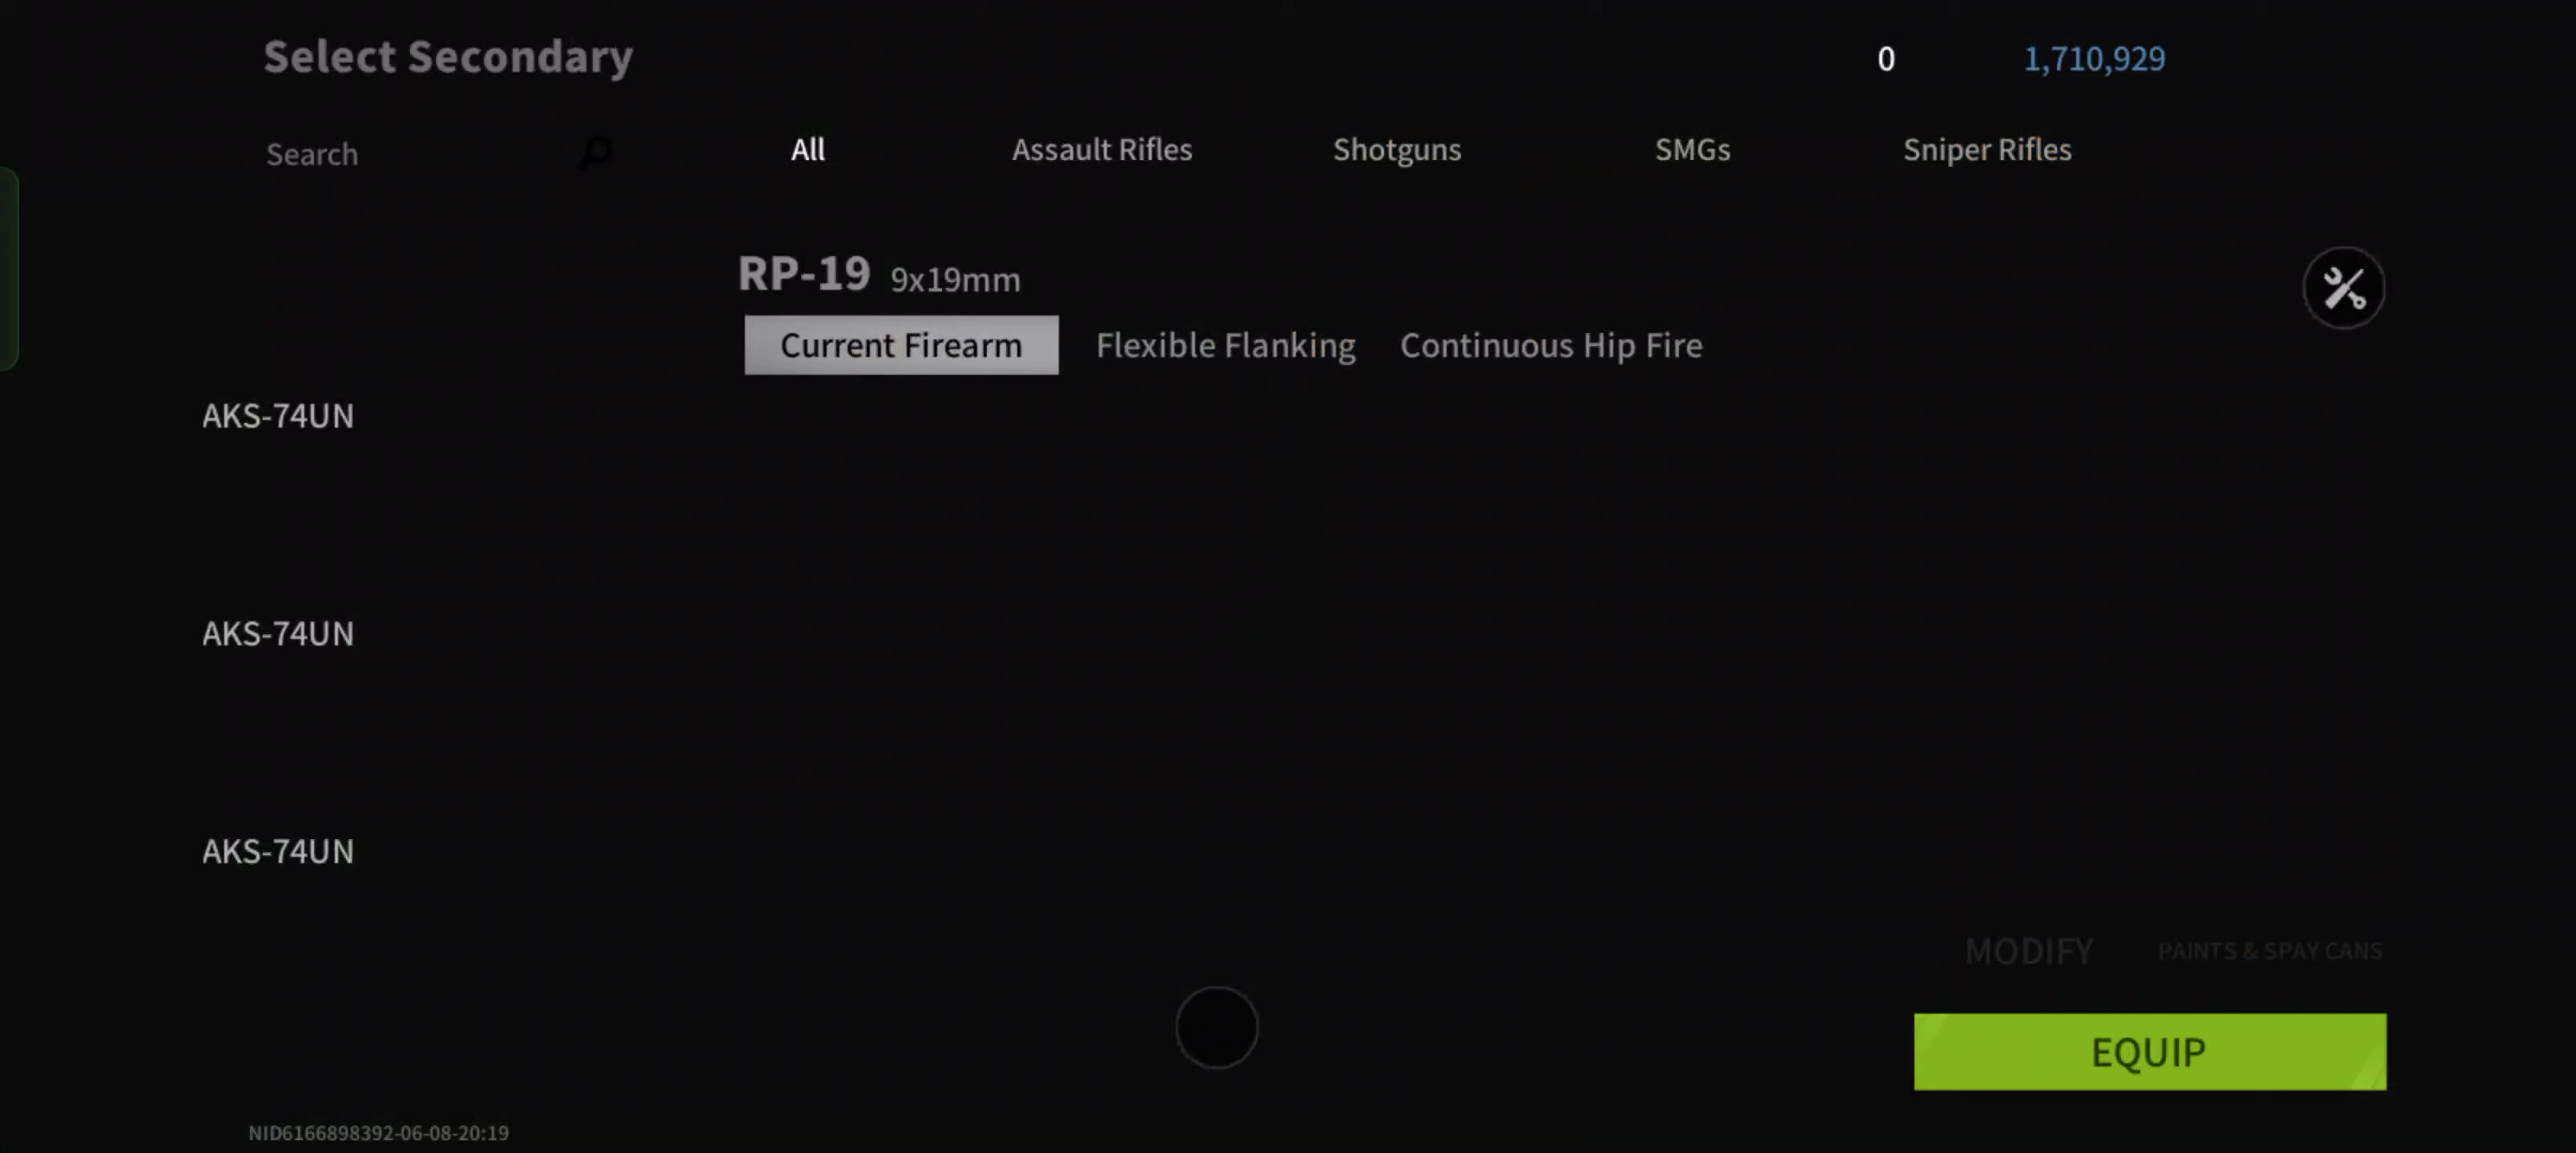 Select Secondary
0 1,710,929
Search
All Assault Rifles Shotguns SMGs Sniper Rifles
RP-19 9x19mm
Current Firearm Flexible Flanking Continuous Hip Fire
AKS-74UN
AKS-74UN
AKS-74UN
MODIFY PAINTS & SPAY CANS
EQUIP
NID6166898392-06-08-20:19